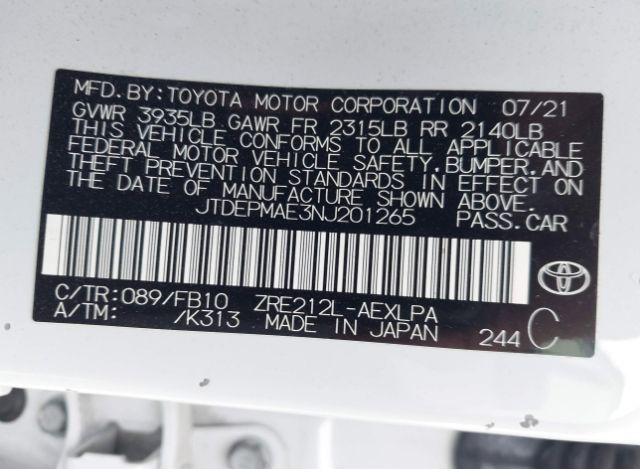 MFD. BY: TOYOTA MOTOR CORPORATION 07/21
GVWR 3935LB GAWR FR 2315LB RR 2140LB
THIS VEHICLE CONFORMS TO ALL APPLICABLE
FEDERAL MOTOR VEHICLE SAFETY, BUMPER, AND
THEFT PREVENTION STANDARDS IN EFFECT ON
THE DATE OF MANUFACTURE SHOWN ABOVE.
JTDEPMAE3NJ201265 PASS. CAR
C/TR: 089/FB10 ZRE212L-AEXLPA
A/TM: /K313 MADE IN JAPAN 244 C